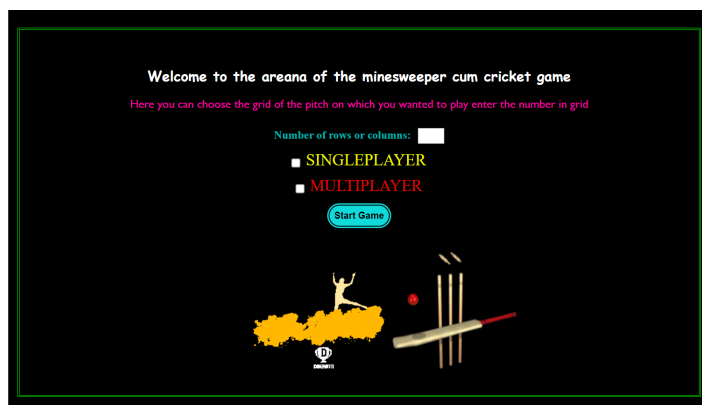 Welcome to the areana of the minesweeper cum cricket game
Here you can choose the grid of the pitch on which you wanted to play enter the number in grid
Number of rows or columns:
SINGLEPLAYER
MULTIPLAYER
Start Game
D